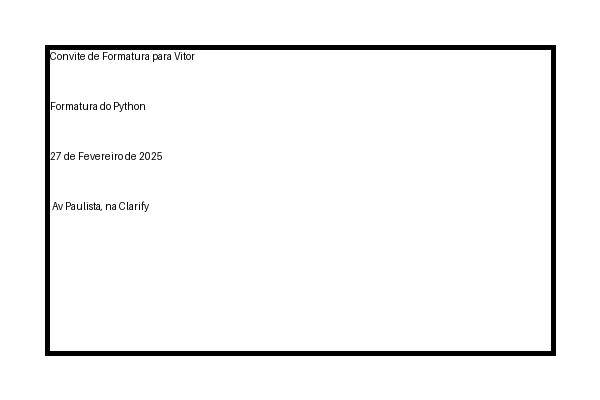 Convite de Formatura para Vitor
Formatura do Python
27 de Fevereiro de 2025
Av Paulista, na Clarify